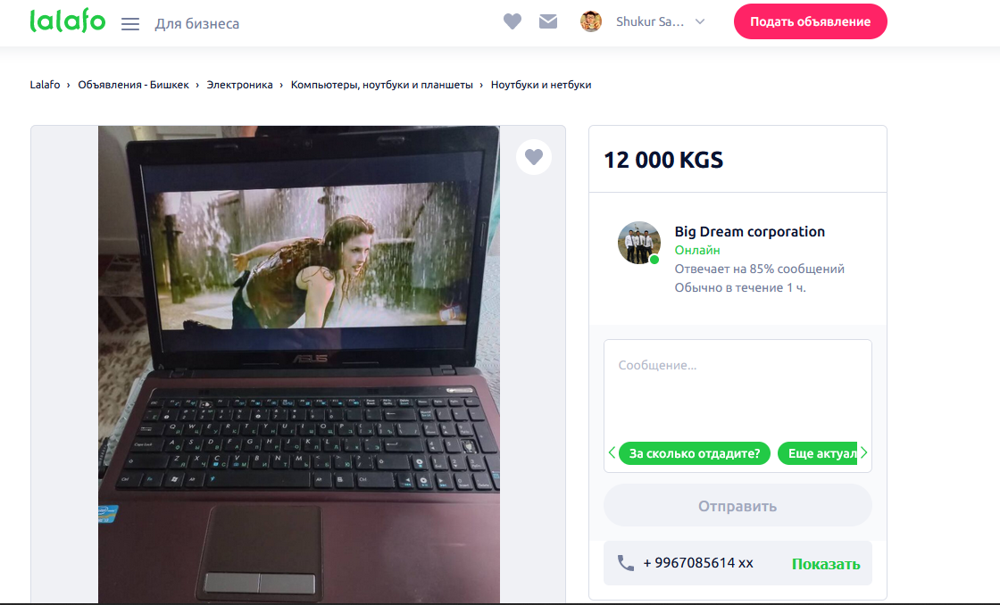 lalafo
Для бизнеса
Shukur Sa...
Подать объявление
Lalafo › Объявления - Бишкек › Электроника › Компьютеры, ноутбуки и планшеты › Ноутбуки и нетбуки
12 000 KGS
Big Dream corporation
Онлайн
Отвечает на 85% сообщений
Обычно в течение 1 ч.
Сообщение...
За сколько отдадите?
Еще актуал
Отправить
+ 9967085614 xx
Показать
ASUS
Q W E R T Y U I O P
A S D F G H J K L
Z X C V B N M